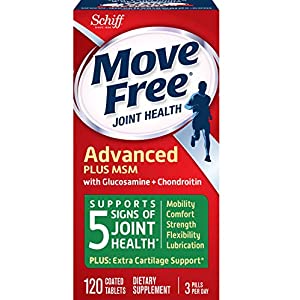 Schiff
Move
Free
JOINT HEALTH
Advanced
PLUS MSM
with Glucosamine + Chondroitin
SUPPORTS
5 SIGNS OF
JOINT
HEALTH
Mobility
Comfort
Strength
Flexibility
Lubrication
PLUS: Extra Cartilage Support
120 COATED
TABLETS
DIETARY
SUPPLEMENT
3 PILLS
PER DAY